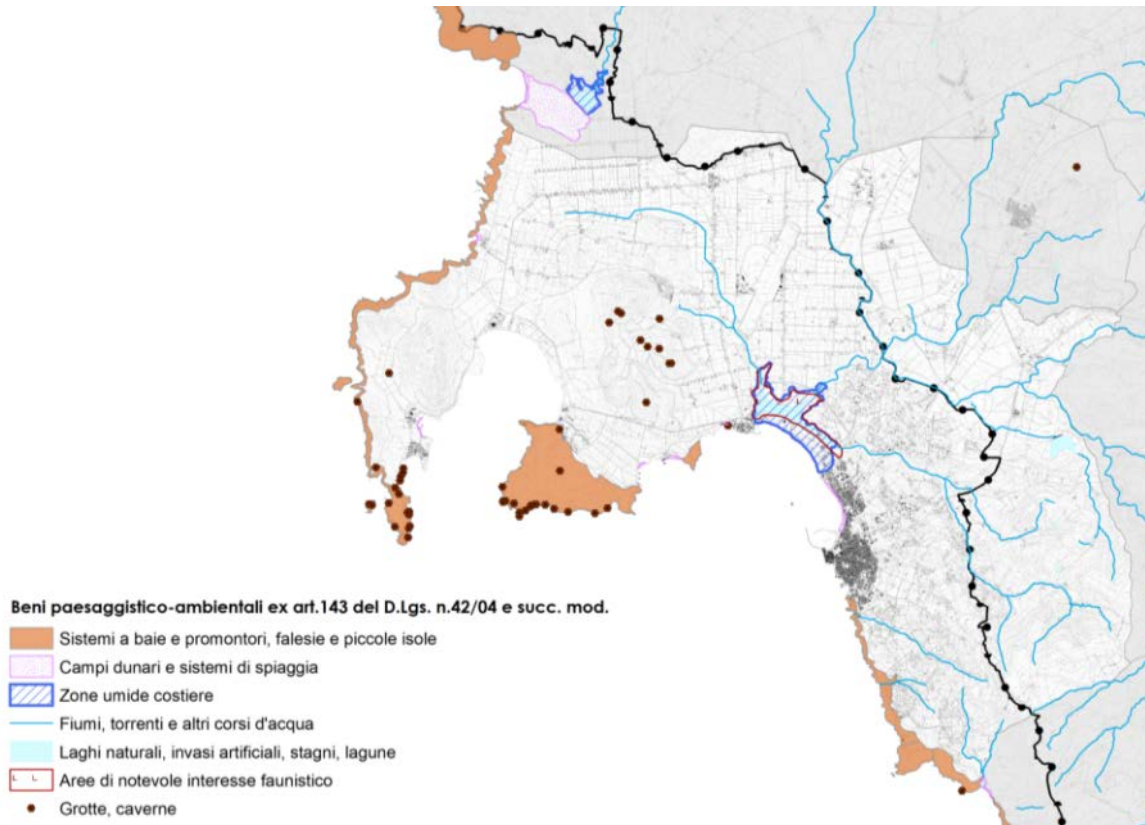 Beni paesaggistico-ambientali ex art.143 del D.Lgs. n.42/04 e succ. mod.
Sistemi a baie e promontori, falesie e piccole isole
Campi dunari e sistemi di spiaggia
Zone umide costiere
Fiumi, torrenti e altri corsi d'acqua
Laghi naturali, invasi artificiali, stagni, lagune
Aree di notevole interesse faunistico
Grotte, caverne